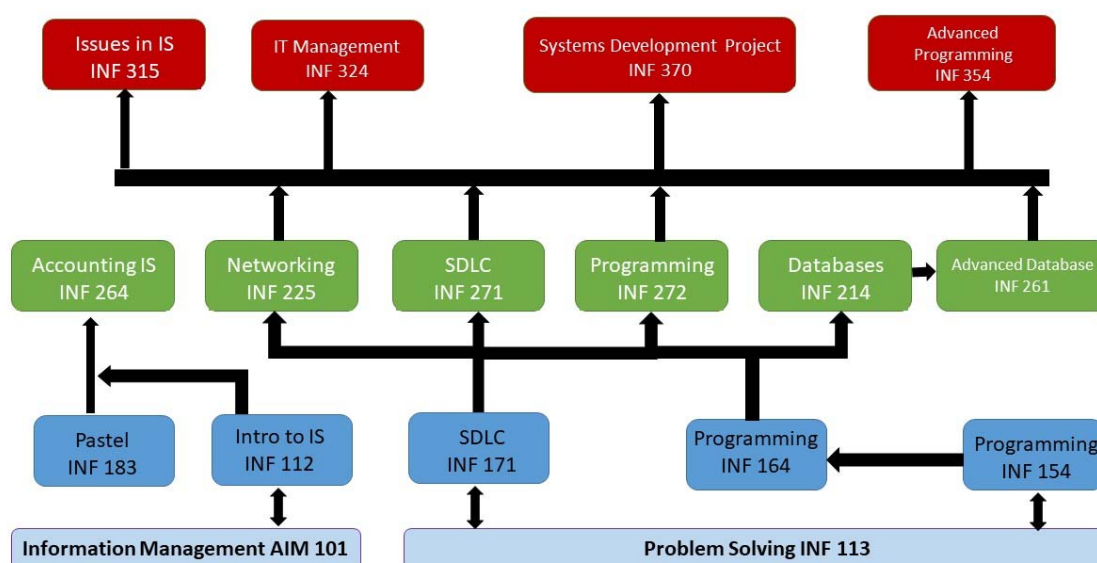 Issues in IS
INF 315
IT Management
INF 324
Systems Development Project
INF 370
Advanced
Programming
INF 354
Accounting IS
INF 264
Networking
INF 225
SDLC
INF 271
Programming
INF 272
Databases
INF 214
Advanced Database
INF 261
Pastel
INF 183
Intro to IS
INF 112
SDLC
INF 171
Programming
INF 164
Programming
INF 154
Information Management AIM 101
Problem Solving INF 113